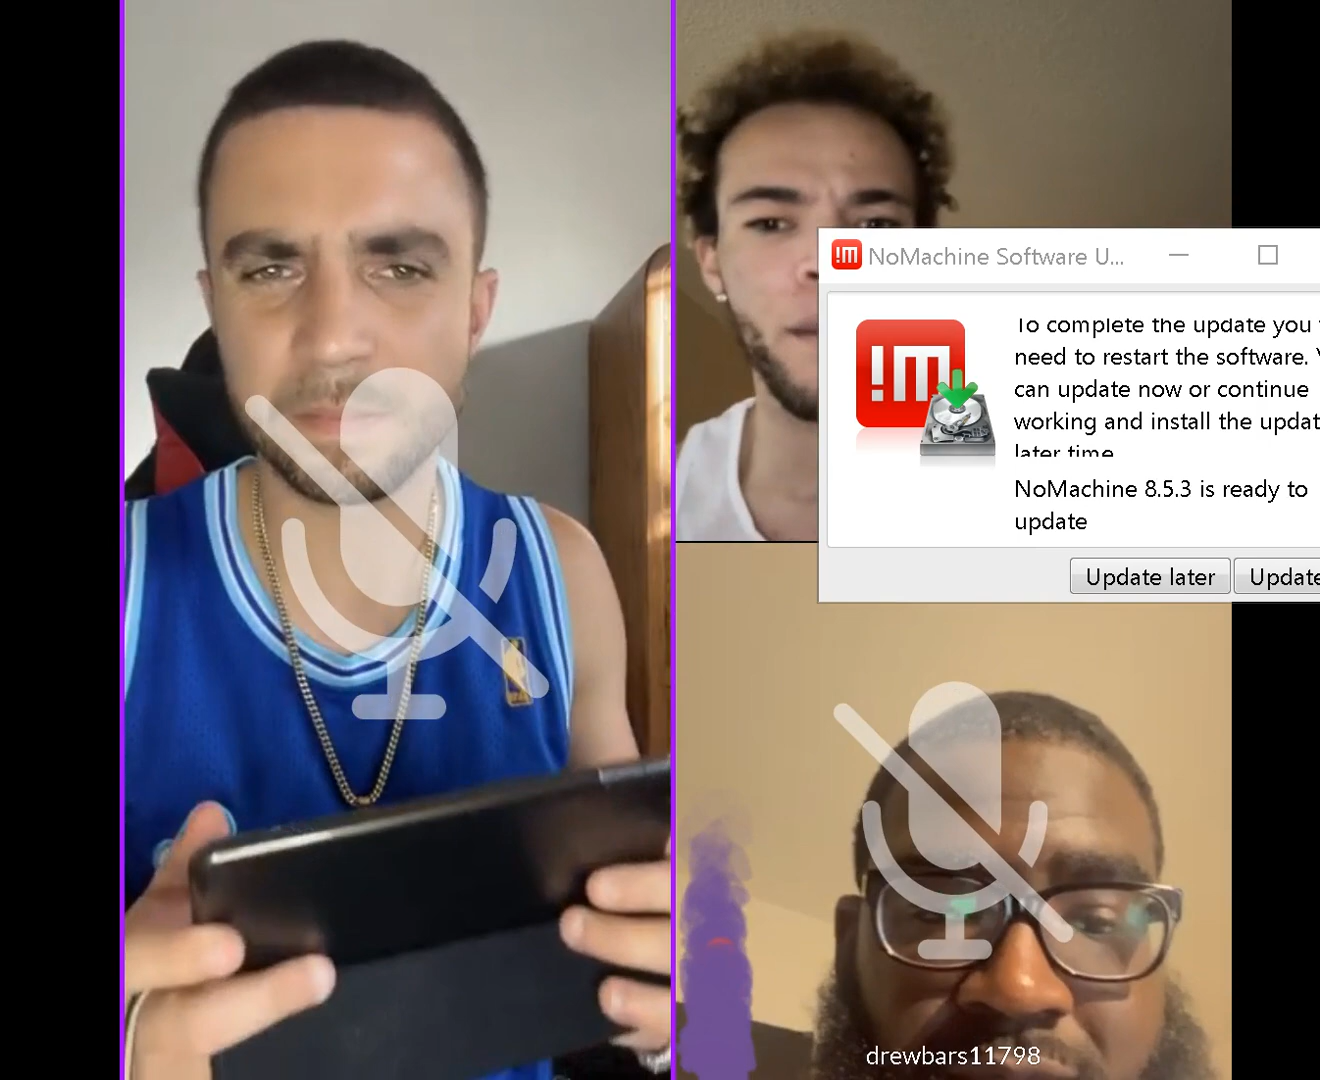 !M NoMachine Software U...
!M
To complete the update you
need to restart the software.
can update now or continue
working and install the updat
later time
NoMachine 8.5.3 is ready to
update
Update later
Update
drewbars11798